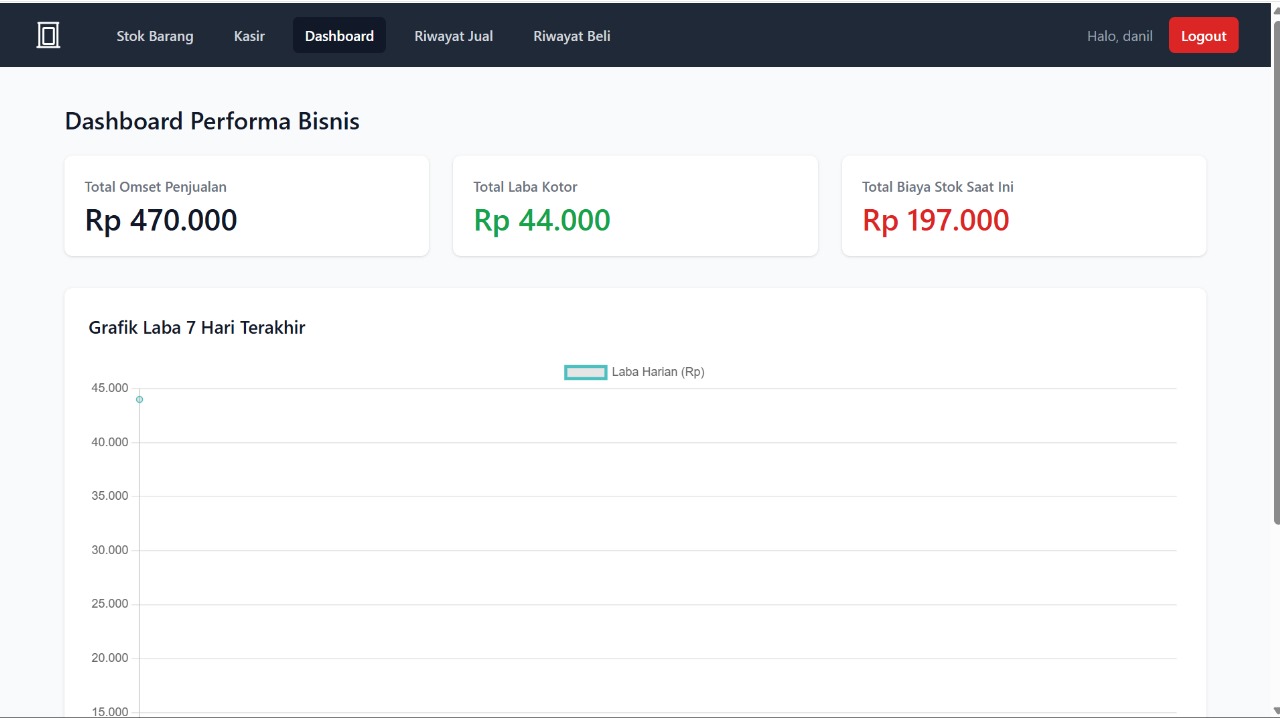 Stok Barang Kasir Dashboard Riwayat Jual Riwayat Beli Halo, danil Logout
Dashboard Performa Bisnis
Total Omset Penjualan
Rp 470.000
Total Laba Kotor
Rp 44.000
Total Biaya Stok Saat Ini
Rp 197.000
Grafik Laba 7 Hari Terakhir
Laba Harian (Rp)
45.000
40.000
35.000
30.000
25.000
20.000
15.000